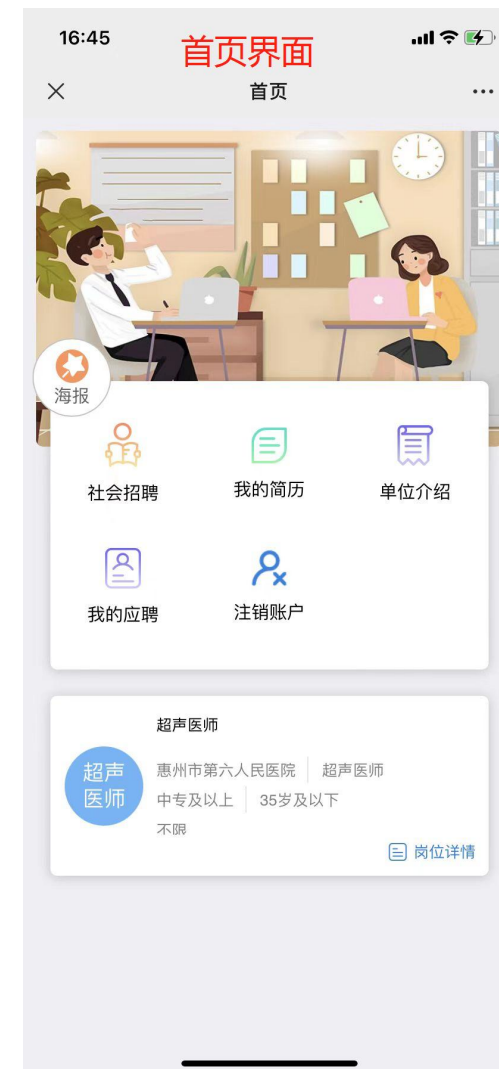 16:45
首页界面
首页
海报
社会招聘
我的简历
单位介绍
我的应聘
注销账户
超声医师
超声
医师
惠州市第六人民医院 超声医师
中专及以上 35岁及以下
不限
岗位详情